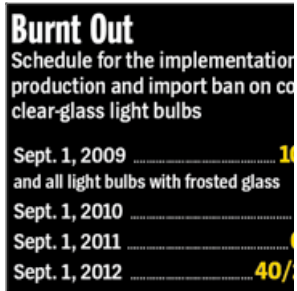 Burnt Out
Schedule for the implementation
production and import ban on
clear-glass light bulbs
Sept. 1, 2009
and all light bulbs with frosted glass
Sept. 1, 2010
Sept. 1, 2011
Sept. 1, 2012 40/